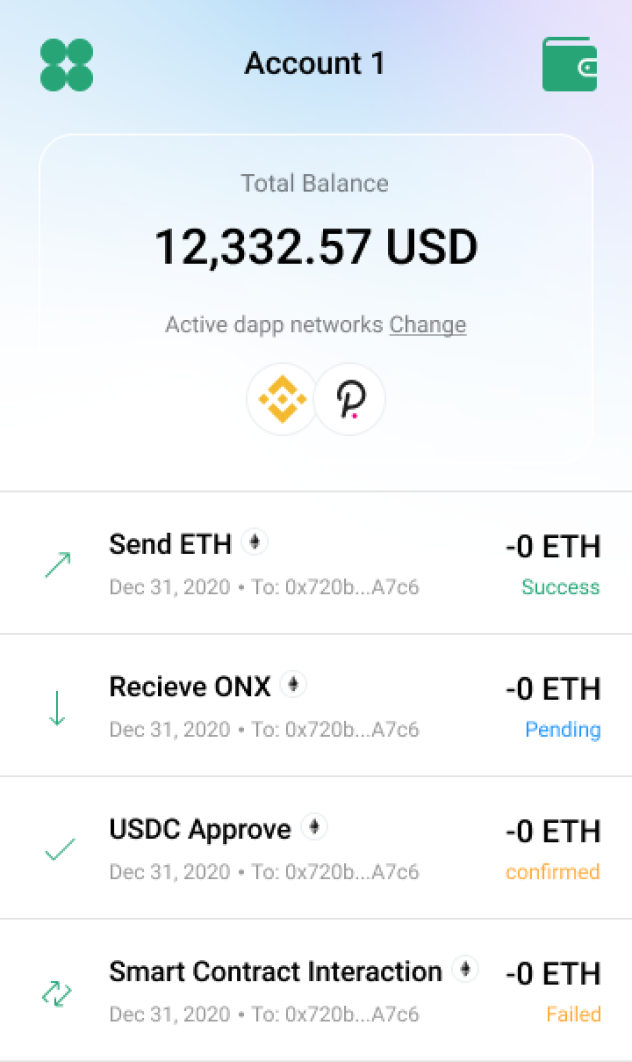 Account 1
Total Balance
12,332.57 USD
Active dapp networks Change
Send ETH
-0 ETH
Dec 31, 2020 • To: 0x720b...A7c6
Success
Recieve ONX
-0 ETH
Dec 31, 2020 • To: 0x720b...A7c6
Pending
USDC Approve
-0 ETH
Dec 31, 2020 • To: 0x720b...A7c6
confirmed
Smart Contract Interaction
-0 ETH
Dec 31, 2020 • To: 0x720b...A7c6
Failed